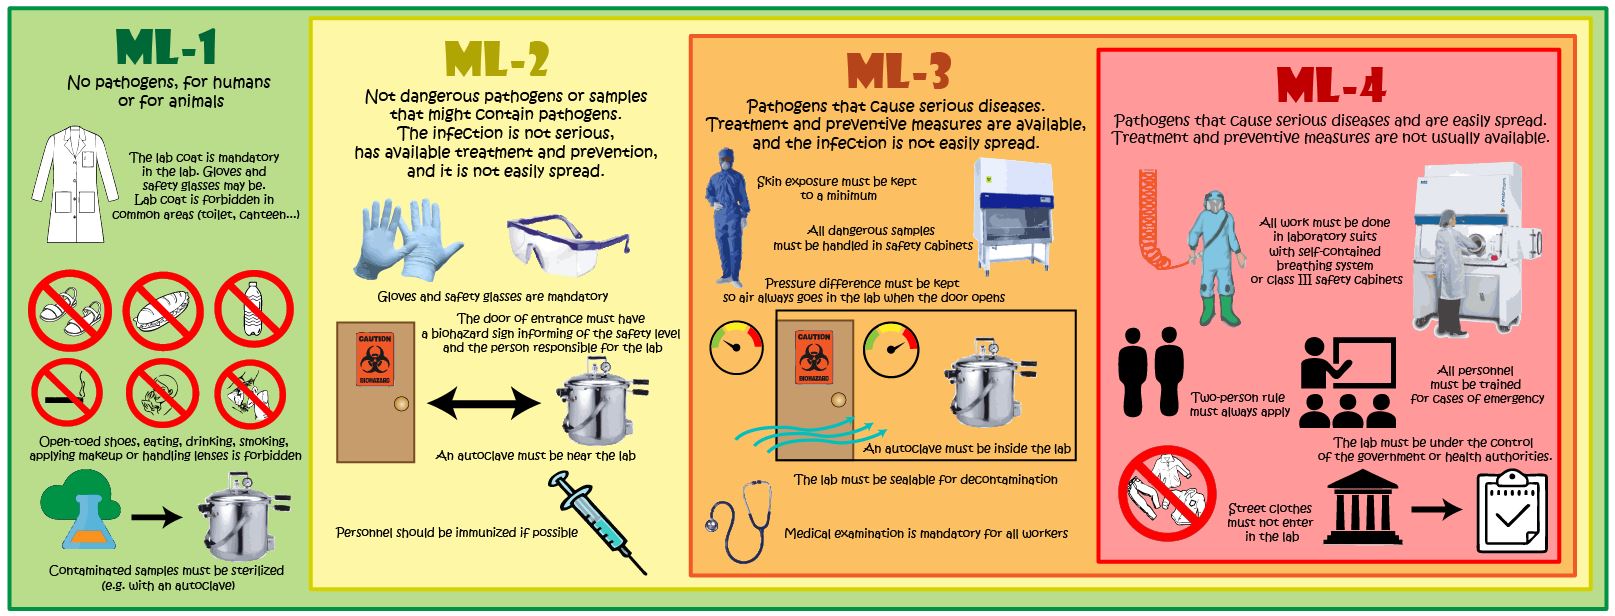 ML-1
No pathogens, for humans
or for animals
The lab coat is mandatory
in the lab. Gloves and
safety glasses may be.
Lab coat is forbidden in
common areas (toilet, canteen...)
Open-toed shoes, eating, drinking, smoking,
applying makeup or handling lenses is forbidden
Contaminated samples must be sterilized
(e.g. with an autoclave)
ML-2
Not dangerous pathogens or samples
that might contain pathogens.
The infection is not serious,
has available treatment and prevention,
and it is not easily spread.
Gloves and safety glasses are mandatory
The door of entrance must have
a biohazard sign informing of the safety level
and the person responsible for the lab
CAUTION
BIOHAZARD
An autoclave must be near the lab
Personnel should be immunized if possible
ML-3
Pathogens that cause serious diseases.
Treatment and preventive measures are available,
and the infection is not easily spread.
Skin exposure must be kept
to a minimum
All dangerous samples
must be handled in safety cabinets
Pressure difference must be kept
so air always goes in the lab when the door opens
CAUTION
BIOHAZARD
An autoclave must be inside the lab
The lab must be sealable for decontamination
Medical examination is mandatory for all workers
ML-4
Pathogens that cause serious diseases and are easily spread.
Treatment and preventive measures are not usually available.
All work must be done
in laboratory suits
with self-contained
breathing system
or class III safety cabinets
Two-person rule
must always apply
All personnel
must be trained
for cases of emergency
The lab must be under the control
of the government or health authorities.
Street clothes
must not enter
in the lab